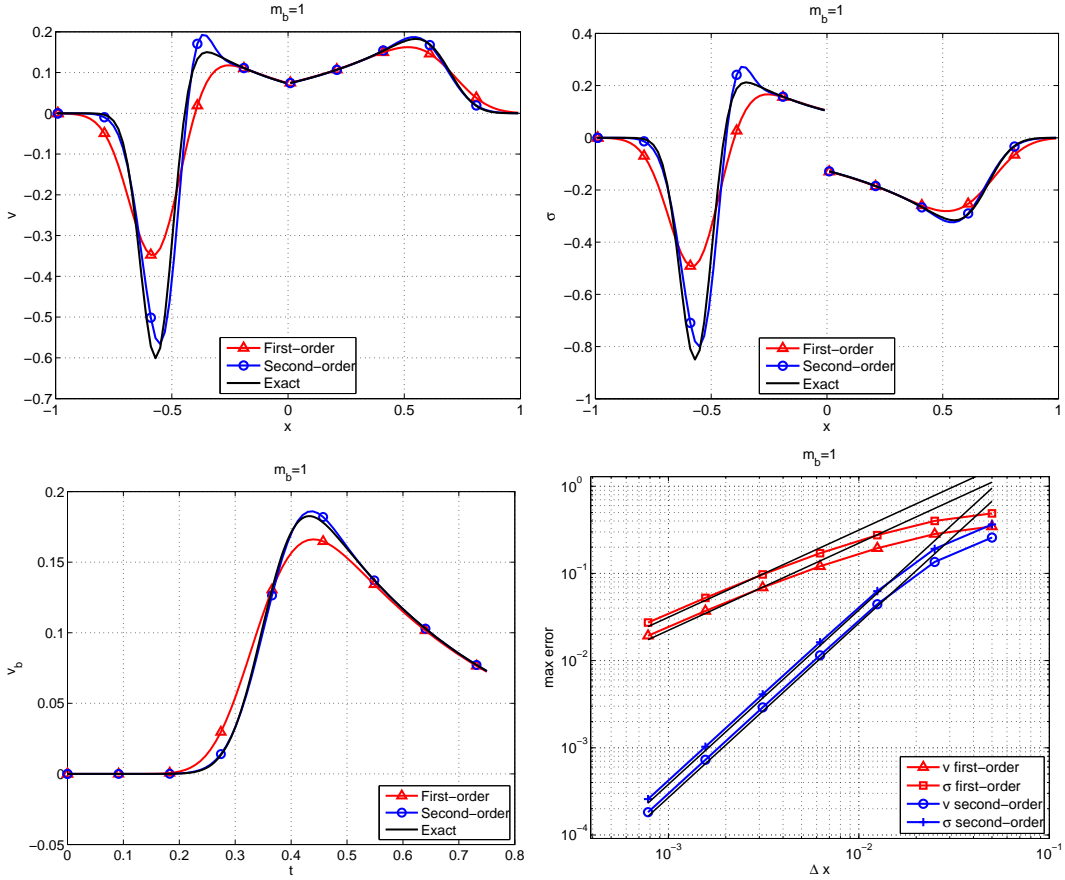 m_b=1
0.2
0.1
0
−0.1
−0.2
−0.3
−0.4
−0.5
−0.6
−0.7
v
−1 −0.5 0 0.5 1
x
First−order
Second−order
Exact
m_b=1
0.4
0.2
0
−0.2
−0.4
−0.6
−0.8
−1
σ
−1 −0.5 0 0.5 1
x
First−order
Second−order
Exact
m_b=1
0.2
0.15
0.1
0.05
0
−0.05
v_b
0 0.1 0.2 0.3 0.4 0.5 0.6 0.7 0.8
t
First−order
Second−order
Exact
m_b=1
10^0
10^−1
10^−2
10^−3
10^−4
max error
10^−3 10^−2 10^−1
Δ x
v first−order
σ first−order
v second−order
σ second−order